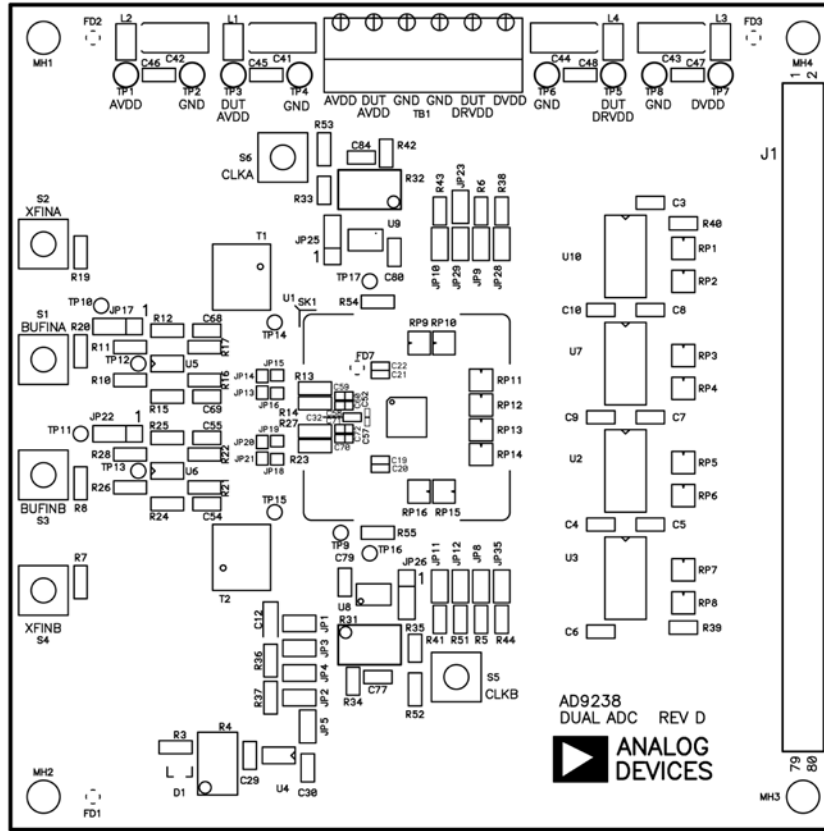 L2 L1 L4 L3
FD2 FD3
MH1 C46 C42 C45 C41 C44 C48 C43 C47 MH4
TP1 TP2 TP3 TP4 TP6 TP5 TP8 TP7
AVDD GND DUT AVDD GND GND DUT DRVDD GND DVDD
AVDD DUT AVDD GND GND DUT DRVDD DVDD
TB1
1 2
J1
R53
S6
CLKA
C84 R42
R32
R33
R43 JP23 R6 R38
C3
R40
S2
XFINA
R19
T1
JP25
1
U9
C80
JP10 JP29 JP9 JP28
U10
RP1
RP2
TP17
U1 SK1
R54
S1
BUFINA
TP10
JP17 1
R20
R12 C68
R11 R17
TP12 U5
TP14
R10 R16
R15 C69
C10 C8
U7
RP3
RP4
RP9 RP10
FD7
C22
C21
JP14 JP15
JP13 JP16
R13
R14
R27
R23
C59
C52
C32
C57
C72
C70
RP11
RP12
RP13
RP14
C19
C20
JP22 1
TP11
R25 C55
R28 R22
TP13 U6
JP19
JP20
JP21 JP18
C9 C7
U2
RP5
RP6
BUFINB
S3
R26 R21
R8
R24 C54
TP15
RP16 RP15
C4 C5
U3
RP7
RP8
TP9
R55
TP16
R7
XFINB
S4
T2
C79
U8
JP26
1
JP11 JP12 JP8 JP35
C6 R39
C12 JP1
R31
R35
R41 R51 R5 R44
R36 JP3
JP4
R37 JP2
R34 C77
R52
S5
CLKB
JP5
R3 R4
D1
C29 U4 C30
AD9238
DUAL ADC REV D
ANALOG
DEVICES
79 80
MH2
FD1
MH3